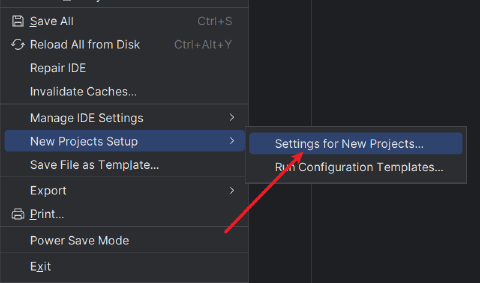 Save All Ctrl+S
Reload All from Disk Ctrl+Alt+Y
Repair IDE
Invalidate Caches...
Manage IDE Settings
New Projects Setup
Settings for New Projects...
Save File as Template...
Run Configuration Templates...
Export
Print...
Power Save Mode
Exit